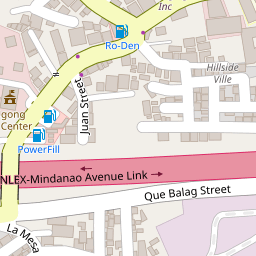 Inc
Ro-Den
Hillside
Ville
Juan Street
gong
Center
PowerFill
NLEX-Mindanao Avenue Link
Que Balag Street
La Mesa